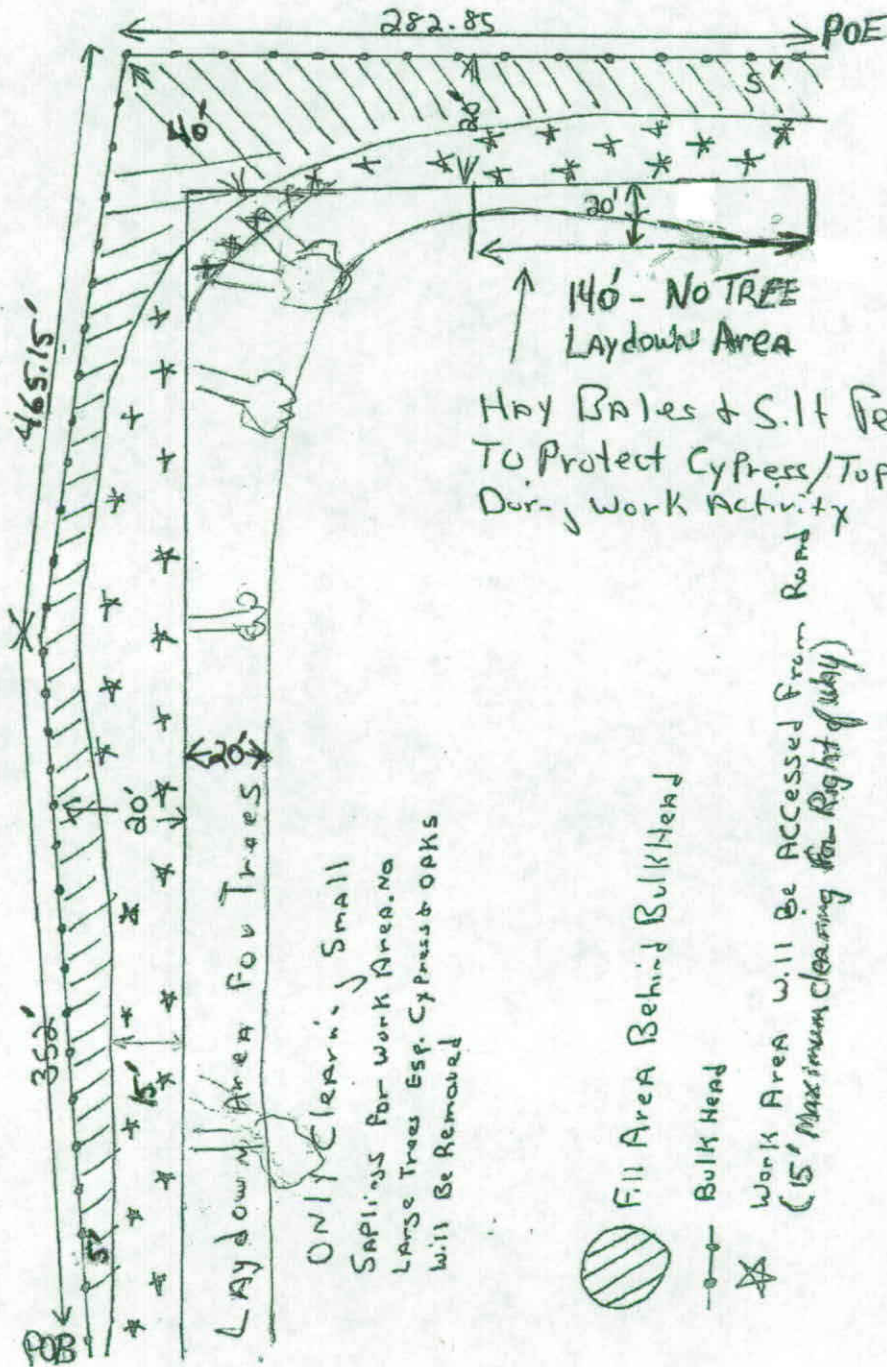 282.85
POE
40'
20'
5'
465.15'
20'
140' - No TREE
LAydown Area
HAy BAles & Silt
To Protect Cypress/
During Work Activity
352'
20'
20'
15'
5'
POB
LAydown Area For Trees
ONly Clearing Small
SAPlings For Work Area. No
LArge Trees Esp. Cypress & OAKs
Will Be Removed
Fill AreA Behind BulkHead
Bulk Head
Work AreA Will Be ACCessed From Road
(15' Maximum clearing for Right of way)